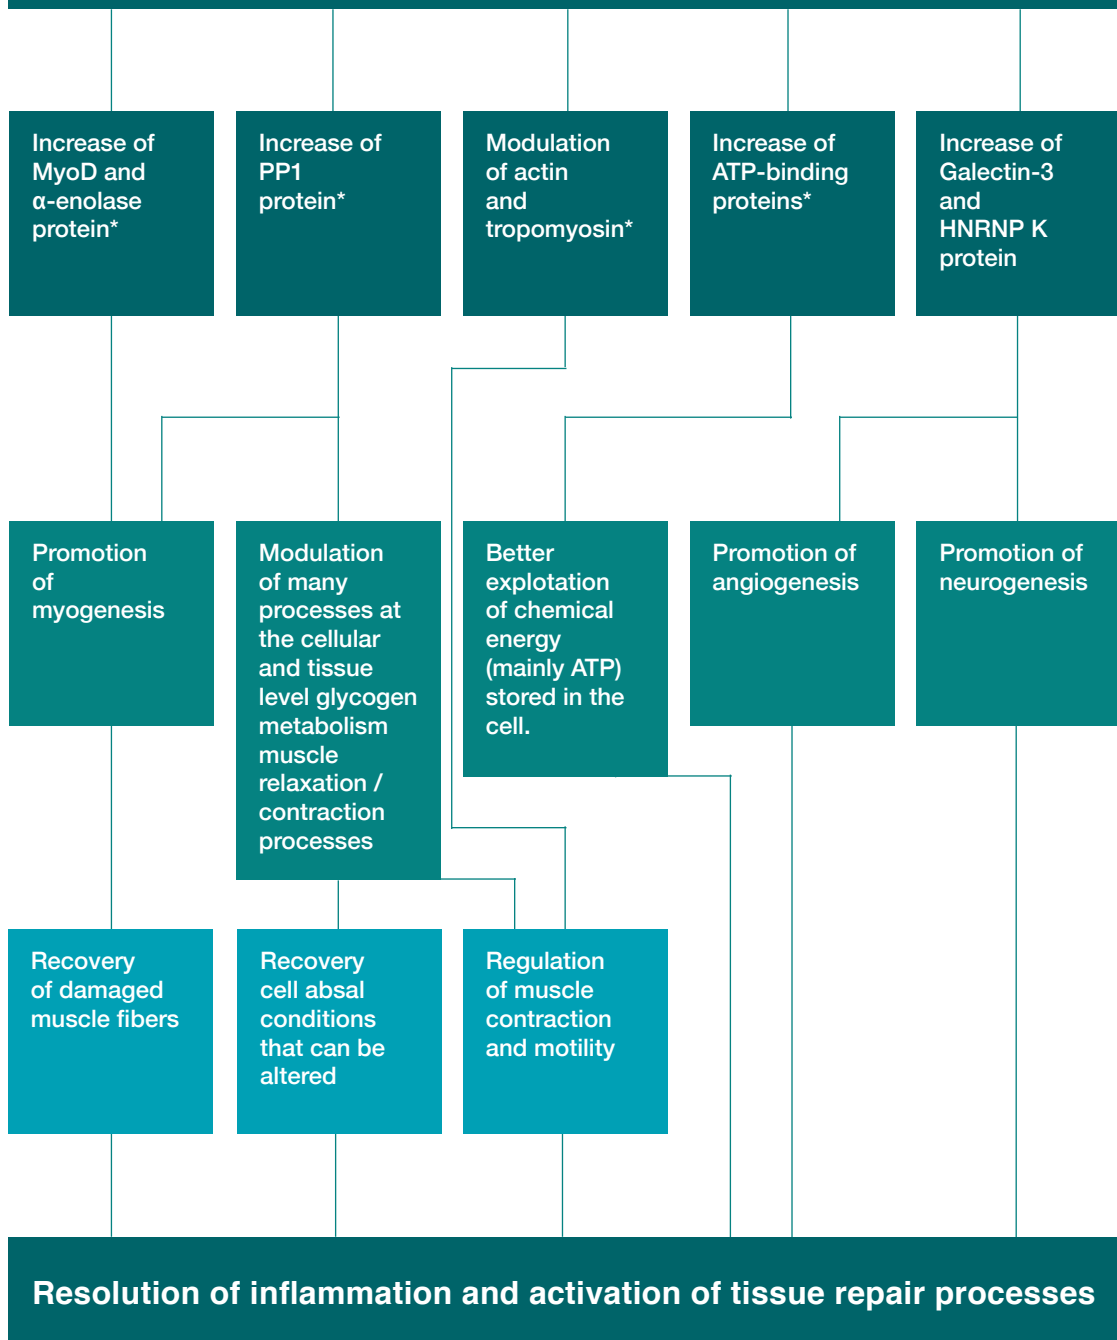 Increase of
MyoD and
α-enolase
protein*
Increase of
PP1
protein*
Modulation
of actin
and
tropomyosin*
Increase of
ATP-binding
proteins*
Increase of
Galectin-3
and
HNRNP K
protein
Promotion
of
myogenesis
Modulation
of many
processes at
the cellular
and tissue
level glycogen
metabolism
muscle
relaxation /
contraction
processes
Better
explotation
of chemical
energy
(mainly ATP)
stored in the
cell.
Promotion of
angiogenesis
Promotion of
neurogenesis
Recovery
of damaged
muscle fibers
Recovery
cell absal
conditions
that can be
altered
Regulation
of muscle
contraction
and motility
Resolution of inflammation and activation of tissue repair processes